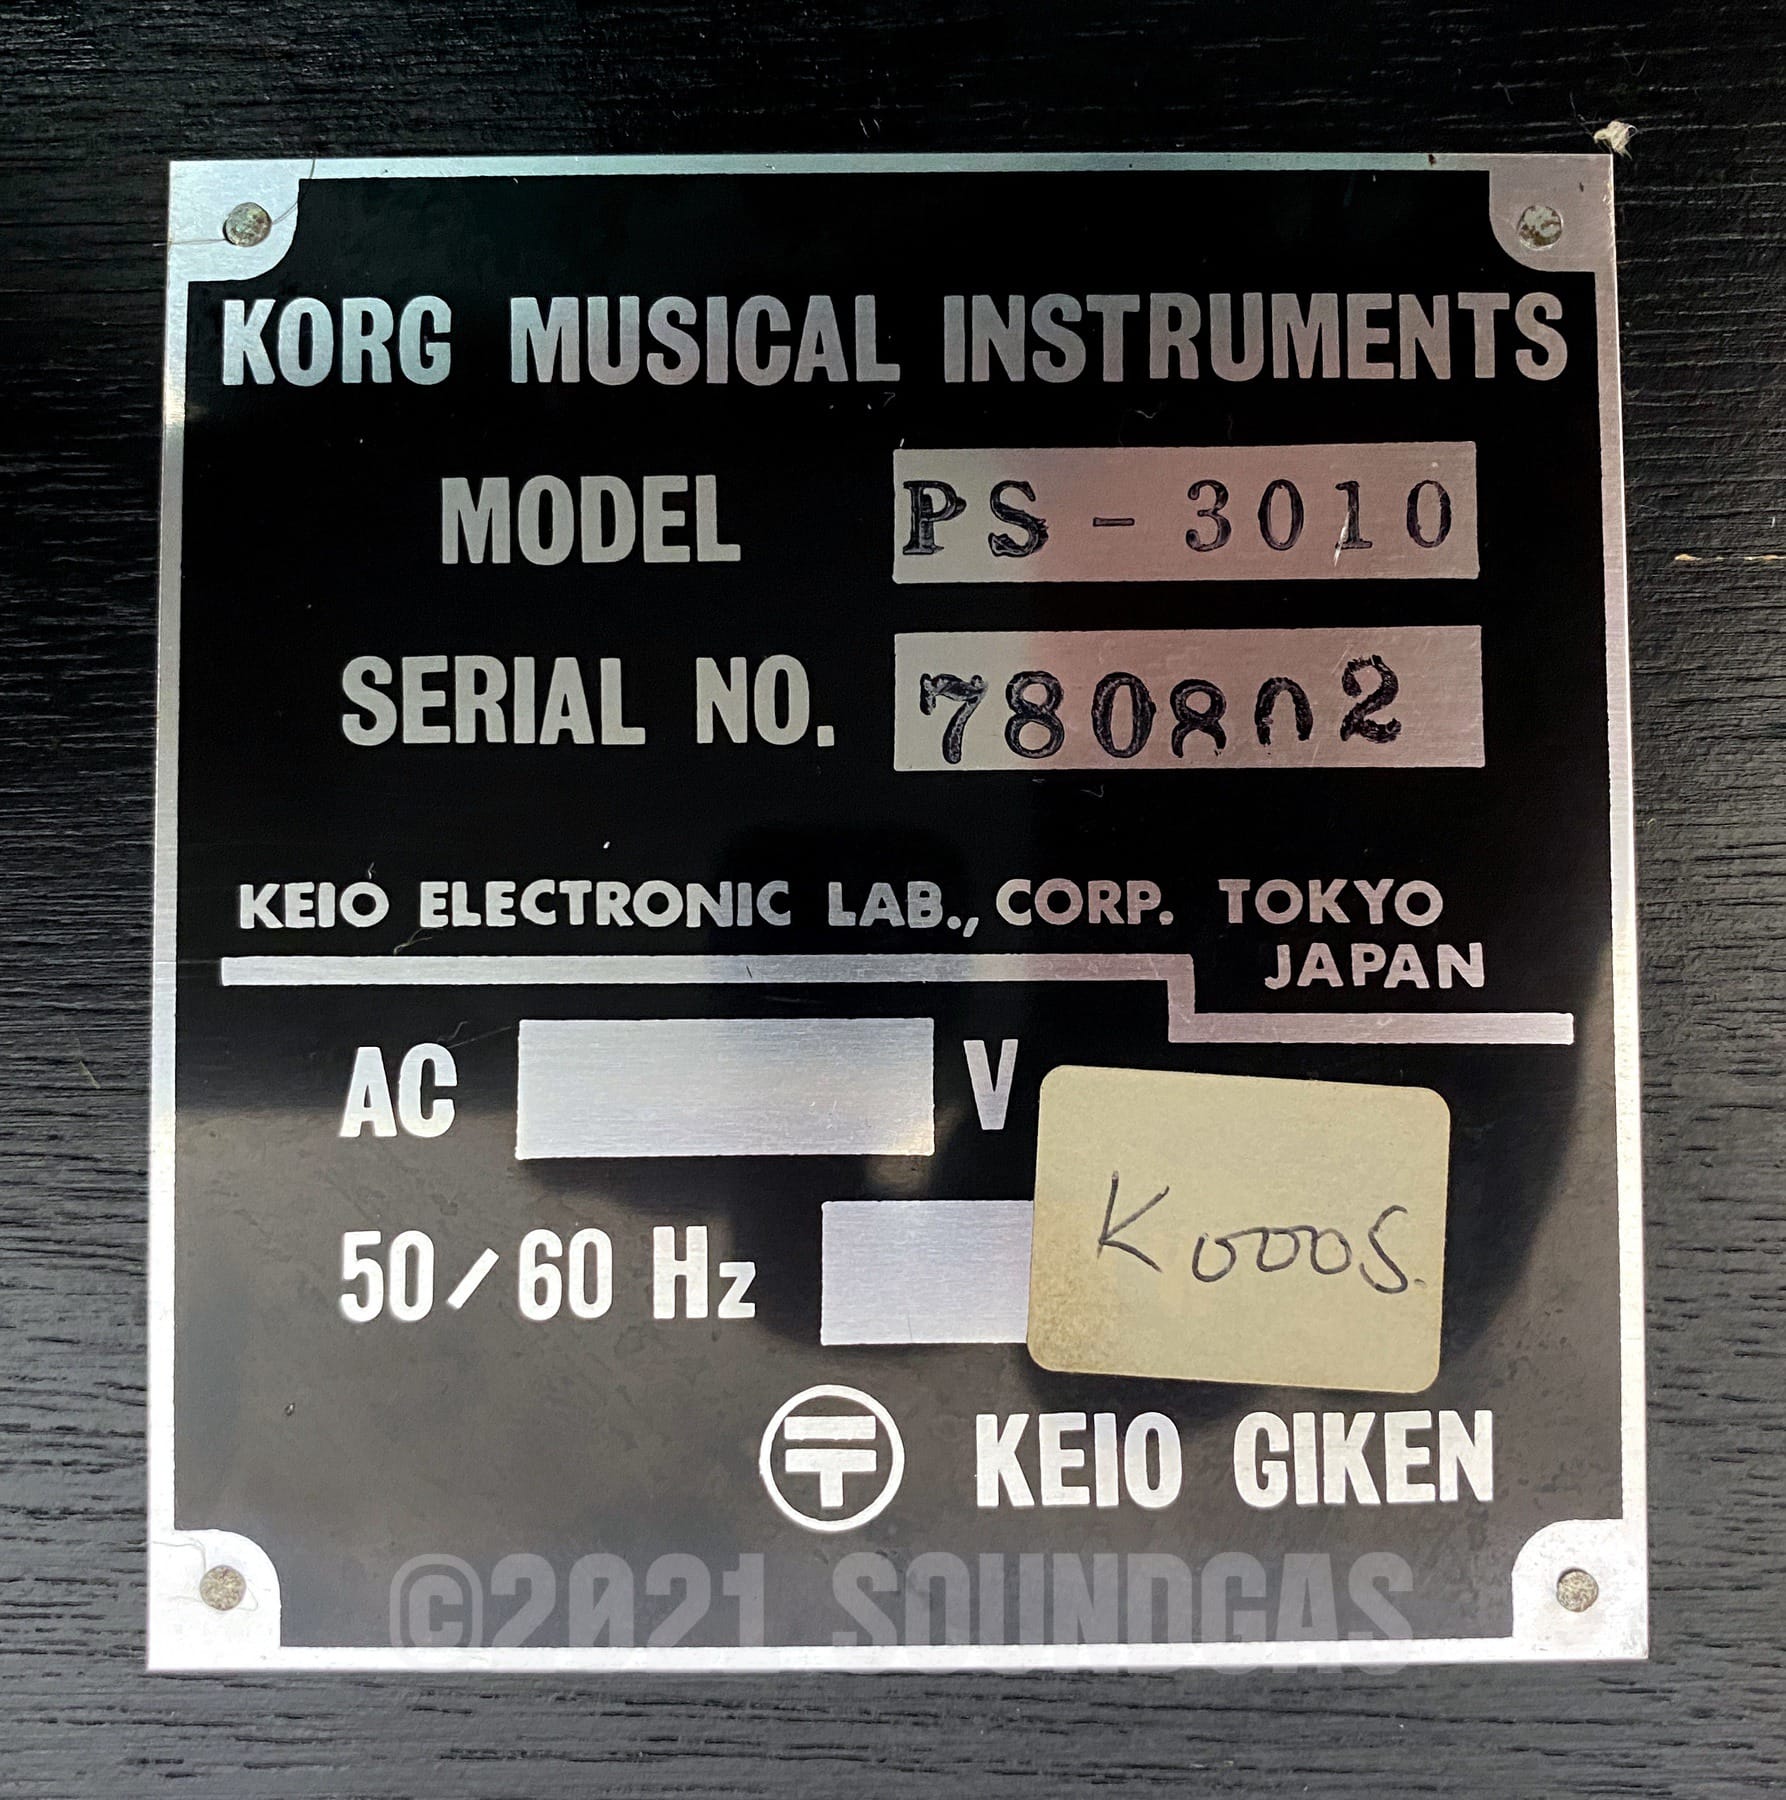 KORG MUSICAL INSTRUMENTS
MODEL PS-3010
SERIAL NO. 780802
KEIO ELECTRONIC LAB., CORP. TOKYO
JAPAN
AC V
50/60 Hz
KoooS.
〒 KEIO GIKEN
©2021 SOUNDGAS